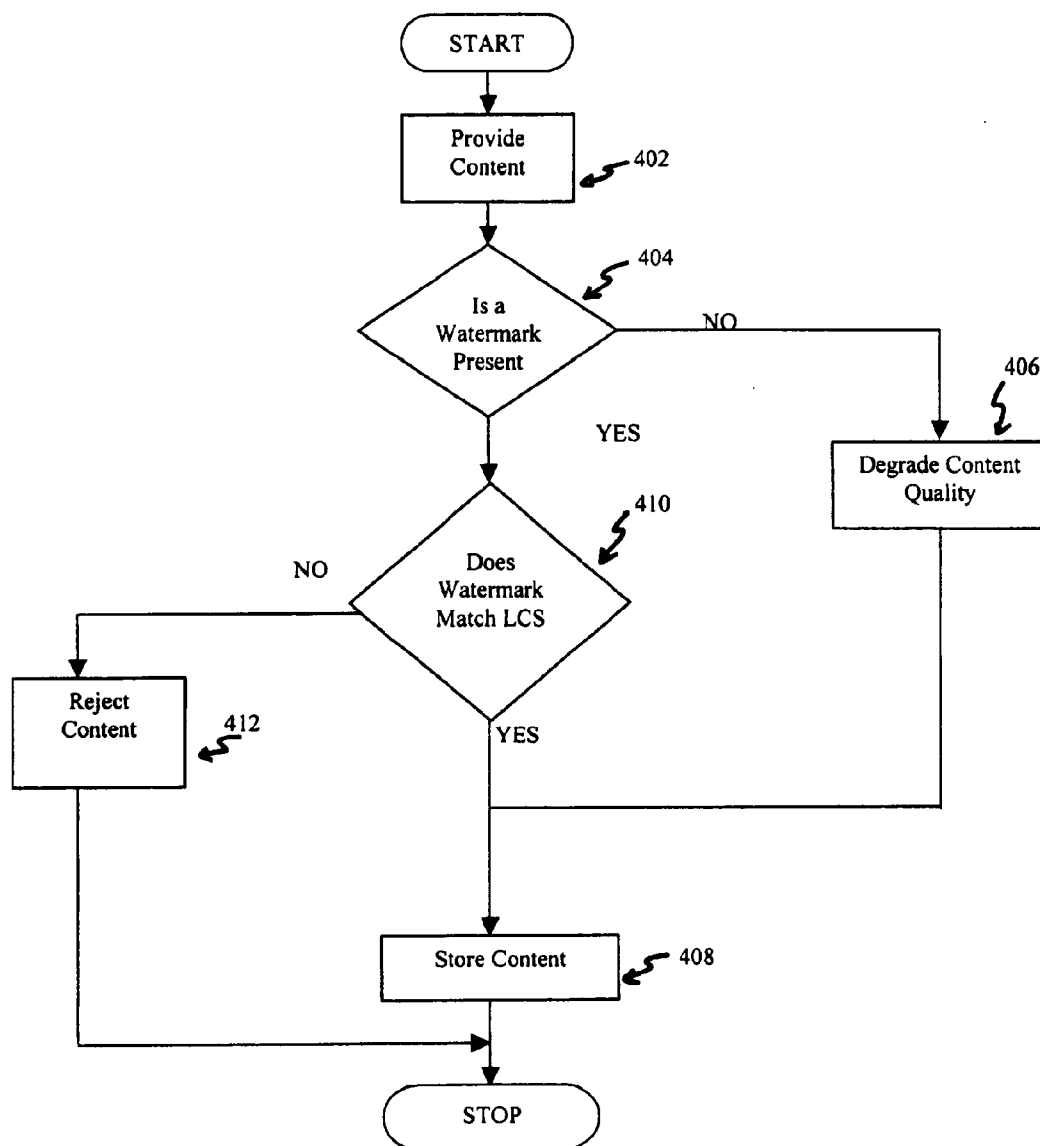 START
Provide
Content
402
404
Is a
Watermark
Present
NO
406
YES
Degrade Content
Quality
410
Does
Watermark
Match LCS
NO
Reject
Content
412
YES
Store Content
408
STOP